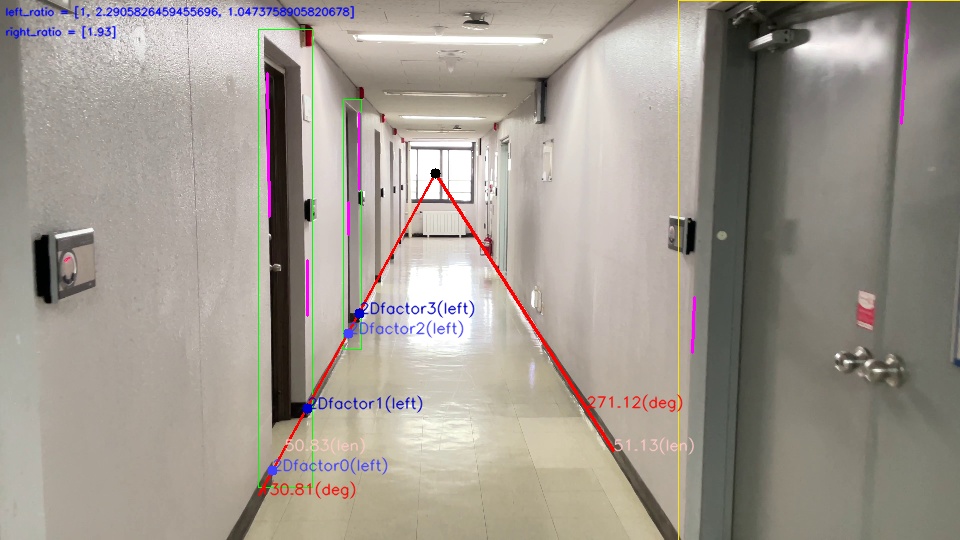 left_ratio = [1, 2.2905826459455696, 1.0473758905820678]
right_ratio = [1.93]
2Dfactor3(left)
2Dfactor2(left)
2Dfactor1(left)
271.12(deg)
50.83(len)
51.13(len)
2Dfactor0(left)
30.81(deg)